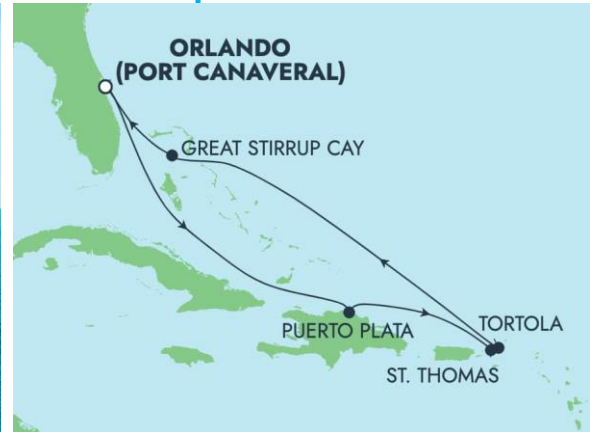 ORLANDO
(PORT CANAVERAL)
GREAT STIRRUP CAY
PUERTO PLATA
TORTOLA
ST. THOMAS